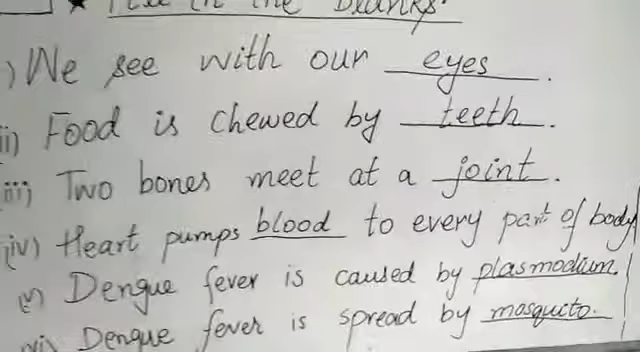 ★ Fill in the blanks.
i) We see with our eyes.
ii) Food is chewed by teeth.
iii) Two bones meet at a joint.
iv) Heart pumps blood to every part of body
v) Dengue fever is caused by plasmodium.
vi) Dengue fever is spread by mosquito.